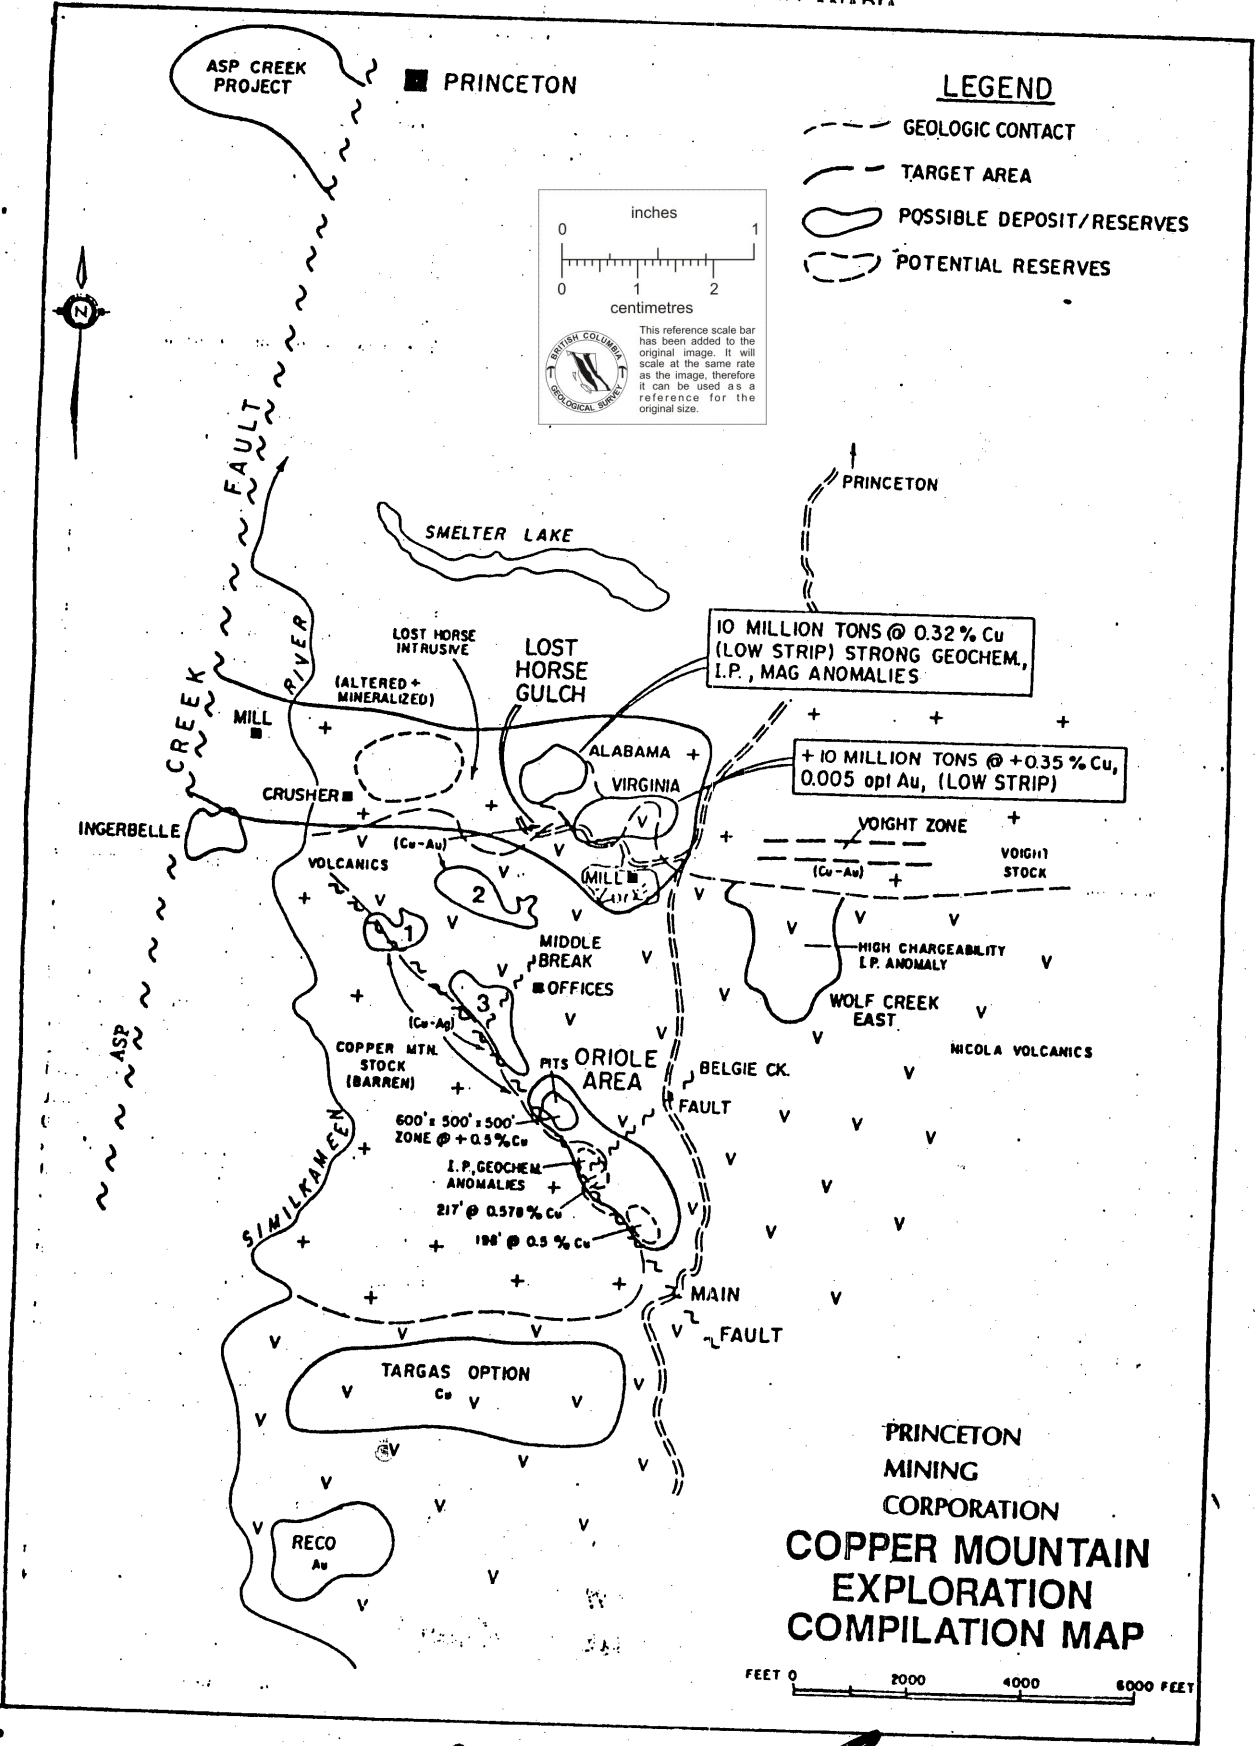 ASP CREEK
PROJECT
PRINCETON
LEGEND
GEOLOGIC CONTACT
TARGET AREA
POSSIBLE DEPOSIT/RESERVES
POTENTIAL RESERVES
inches
0 1
0 1 2
centimetres
BRITISH COLUMBIA
GEOLOGICAL SURVEY
This reference scale bar
has been added to the
original image. It will
scale at the same rate
as the image, therefore
it can be used as a
reference for the
original size.
N
FAULT
CREEK
ASP
PRINCETON
SMELTER LAKE
RIVER
SIMILKAMEEN
LOST HORSE
INTRUSIVE
LOST
HORSE
GULCH
(ALTERED +
MINERALIZED)
10 MILLION TONS @ 0.32 % Cu
(LOW STRIP) STRONG GEOCHEM.,
I.P., MAG ANOMALIES
MILL
ALABAMA
VIRGINIA
+ 10 MILLION TONS @ +0.35 % Cu,
0.005 opt Au, (LOW STRIP)
CRUSHER
INGERBELLE
(Cu-Au)
VOLCANICS
VOIGHT ZONE
(Cu-Au)
VOIGHT
STOCK
MILL
2
1
MIDDLE
BREAK
OFFICES
3
(Cu-Ag)
HIGH CHARGEABILITY
I.P. ANOMALY
WOLF CREEK
EAST
NICOLA VOLCANICS
COPPER MTN.
STOCK
(BARREN)
PITS
ORIOLE
AREA
BELGIE CK.
FAULT
600' x 500' x 500'
ZONE @ + 0.5 % Cu
I.P., GEOCHEM.
ANOMALIES
217' @ 0.578 % Cu
198' @ 0.5 % Cu
MAIN
FAULT
TARGAS OPTION
Cu
RECO
Au
PRINCETON
MINING
CORPORATION
COPPER MOUNTAIN
EXPLORATION
COMPILATION MAP
FEET 0 2000 4000 6000 FEET